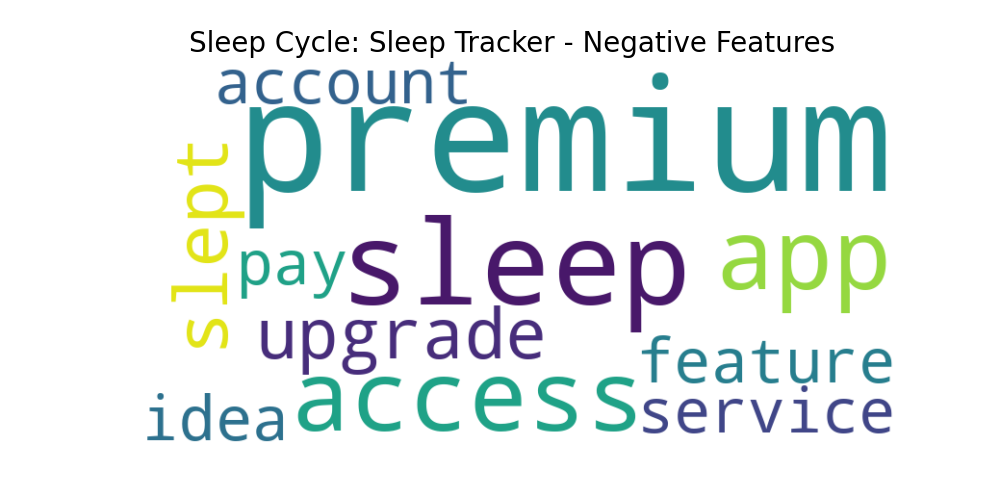 Sleep Cycle: Sleep Tracker - Negative Features
account
premium
slept
pay
sleep
app
upgrade
feature
access
idea
service